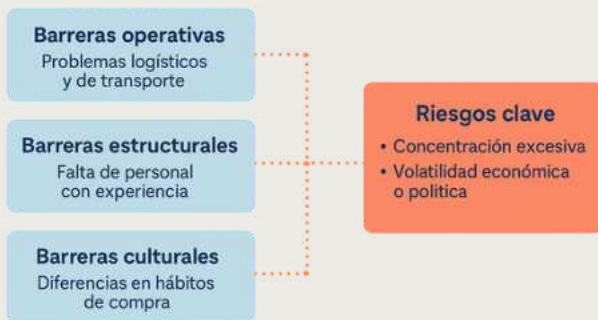 Barreras operativas
Problemas logísticos
y de transporte
Barreras estructurales
Falta de personal
con experiencia
Barreras culturales
Diferencias en hábitos
de compra
Riesgos clave
• Concentración excesiva
• Volatilidad económica
o politica